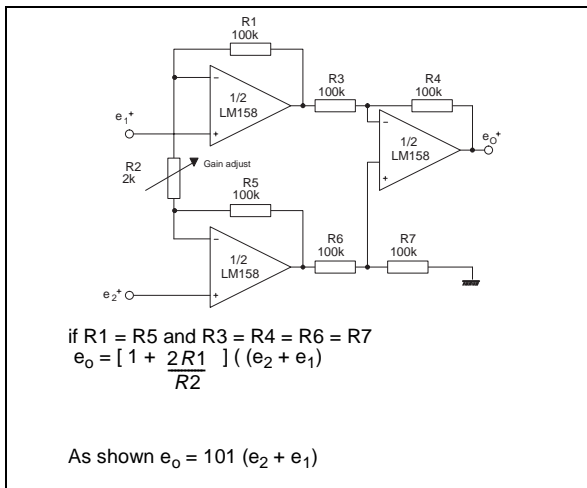 R1
100k
R3
100k
R4
100k
1/2
LM158
e1+
1/2
LM158
eO+
R2
2k
Gain adjust
R5
100k
R6
100k
R7
100k
1/2
LM158
e2+
if R1 = R5 and R3 = R4 = R6 = R7
eo = [ 1 + 2R1/R2 ] ( (e2 + e1)
As shown eo = 101 (e2 + e1)